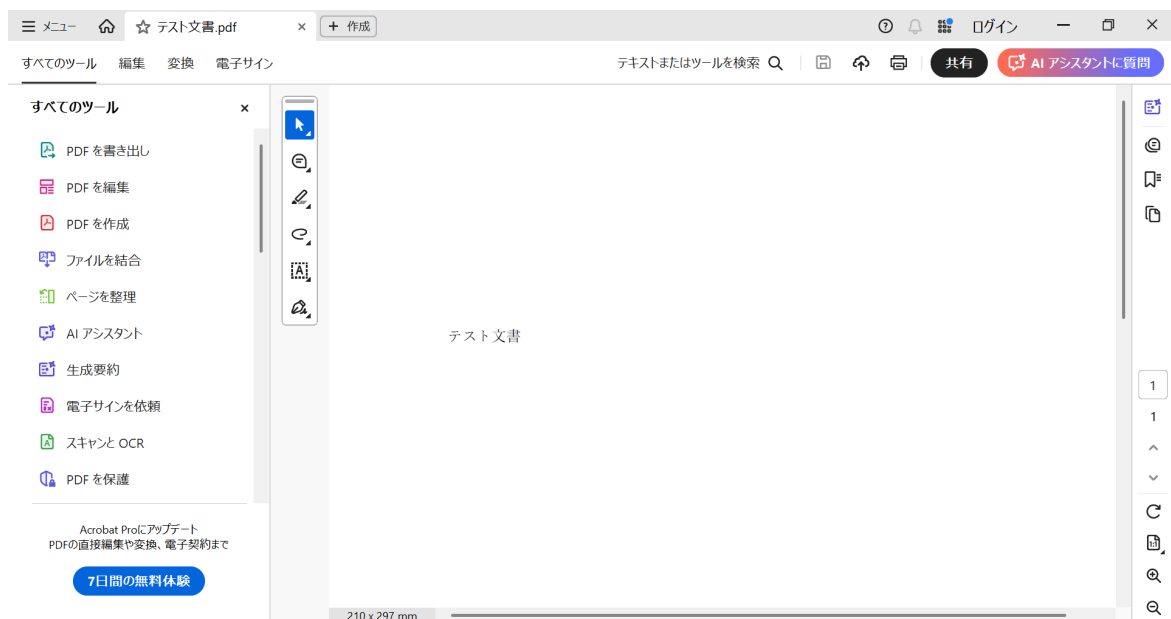 メニュー
テスト文書.pdf
作成
ログイン
すべてのツール 編集 変換 電子サイン
テキストまたはツールを検索
共有
AI アシスタントに質問
すべてのツール
PDF を書き出し
PDF を編集
PDF を作成
ファイルを結合
ページを整理
AI アシスタント
生成要約
電子サインを依頼
スキャンと OCR
PDF を保護
Acrobat Proにアップデート
PDFの直接編集や変換、電子契約まで
7日間の無料体験
テスト文書
210 x 297 mm
1
1